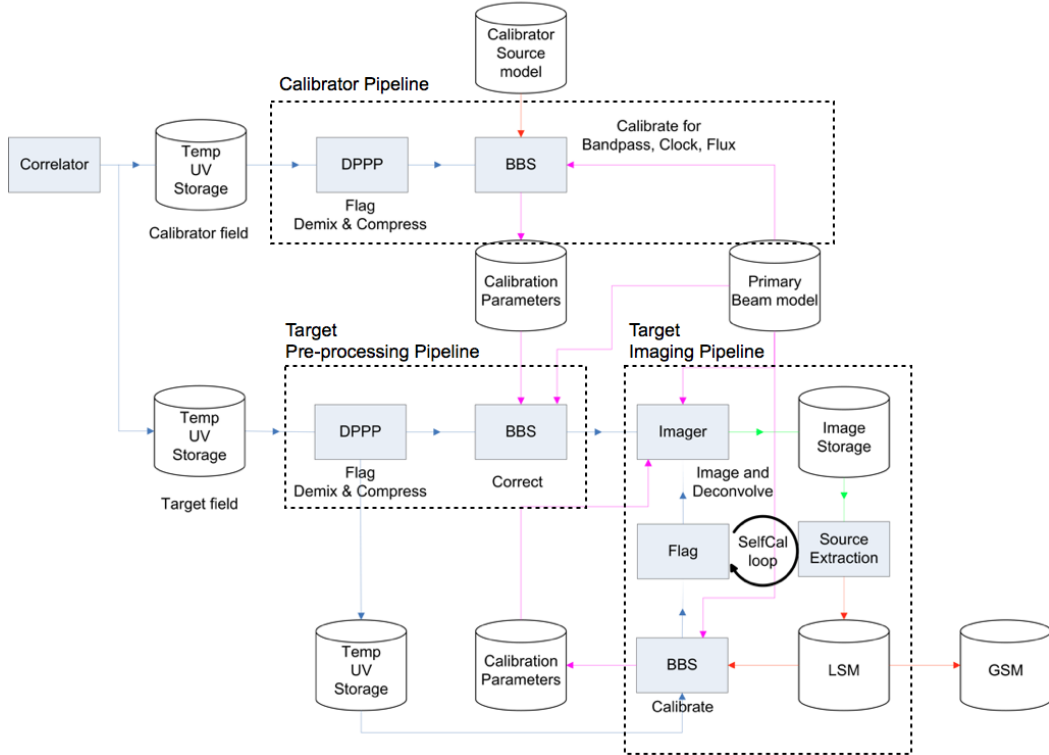 Calibrator
Source
model
Calibrator Pipeline
Calibrate for
Bandpass, Clock, Flux
Correlator
Temp
UV
Storage
DPPP
BBS
Flag
Demix & Compress
Calibrator field
Calibration
Parameters
Primary
Beam model
Target
Pre-processing Pipeline
Target
Imaging Pipeline
Temp
UV
Storage
DPPP
BBS
Imager
Image
Storage
Flag
Demix & Compress
Correct
Image and
Deconvolve
Target field
Flag
SelfCal
loop
Source
Extraction
Temp
UV
Storage
Calibration
Parameters
BBS
LSM
GSM
Calibrate